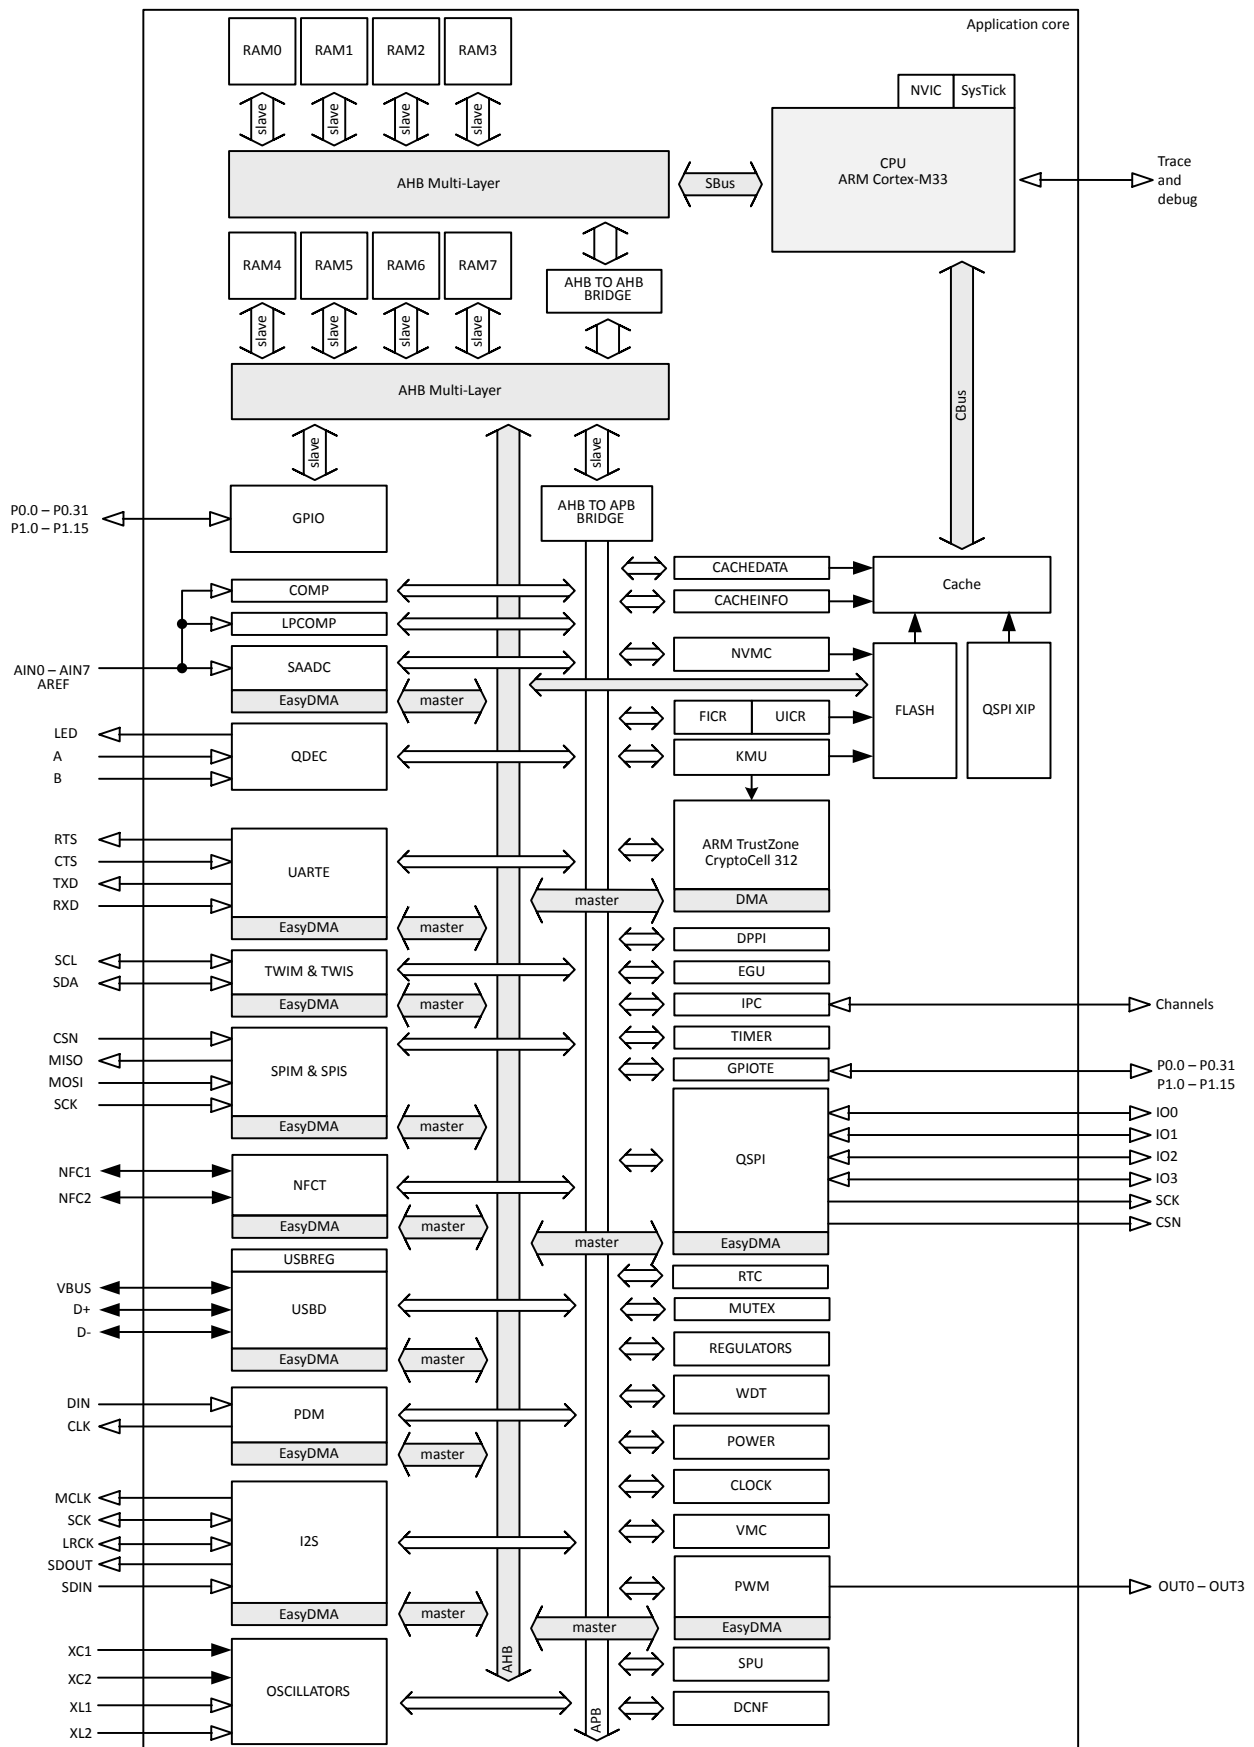 Application core
RAM0
RAM1
RAM2
RAM3
NVIC
SysTick
slave
slave
slave
slave
CPU
ARM Cortex-M33
Trace
and
debug
AHB Multi-Layer
SBus
RAM4
RAM5
RAM6
RAM7
AHB TO AHB
BRIDGE
slave
slave
slave
slave
AHB Multi-Layer
CBus
slave
slave
P0.0 – P0.31
P1.0 – P1.15
GPIO
AHB TO APB
BRIDGE
CACHEDATA
CACHEINFO
Cache
COMP
LPCOMP
AIN0 – AIN7
AREF
SAADC
EasyDMA
master
NVMC
FICR
UICR
FLASH
QSPI XIP
LED
A
B
QDEC
KMU
RTS
CTS
TXD
RXD
UARTE
EasyDMA
master
ARM TrustZone
CryptoCell 312
master
DMA
DPPI
SCL
SDA
TWIM & TWIS
EasyDMA
master
EGU
IPC
Channels
CSN
MISO
MOSI
SCK
SPIM & SPIS
EasyDMA
master
TIMER
GPIOTE
P0.0 – P0.31
P1.0 – P1.15
QSPI
IO0
IO1
IO2
IO3
SCK
CSN
NFC1
NFC2
NFCT
EasyDMA
master
master
EasyDMA
USBREG
VBUS
D+
D-
USBD
EasyDMA
master
RTC
MUTEX
REGULATORS
DIN
CLK
PDM
EasyDMA
master
WDT
POWER
CLOCK
MCLK
SCK
LRCK
SDOUT
SDIN
I2S
EasyDMA
master
VMC
PWM
OUT0 – OUT3
master
EasyDMA
XC1
XC2
XL1
XL2
OSCILLATORS
AHB
APB
SPU
DCNF